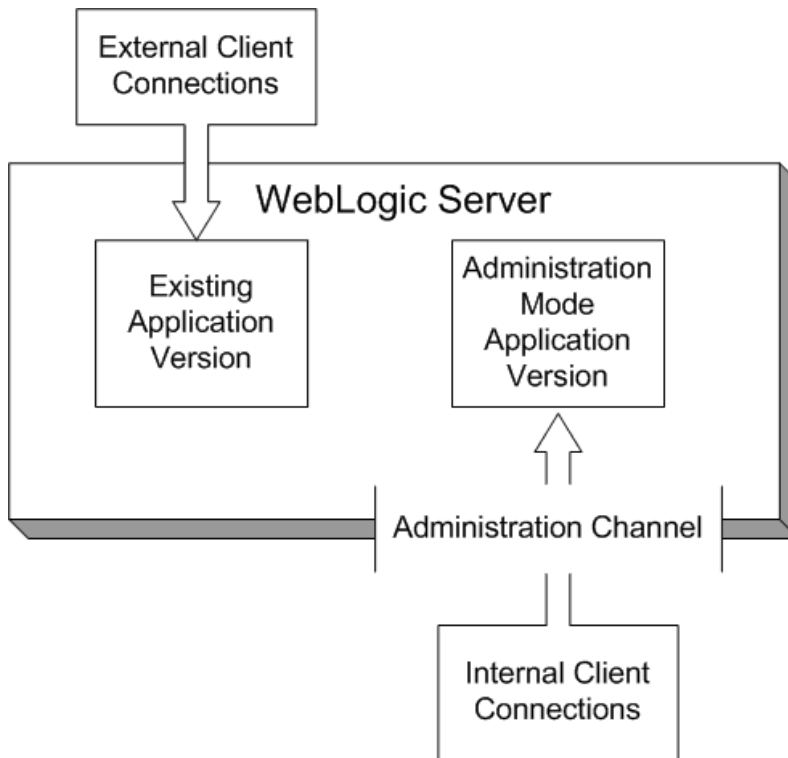 External Client
Connections
WebLogic Server
Existing
Application
Version
Administration
Mode
Application
Version
Administration Channel
Internal Client
Connections